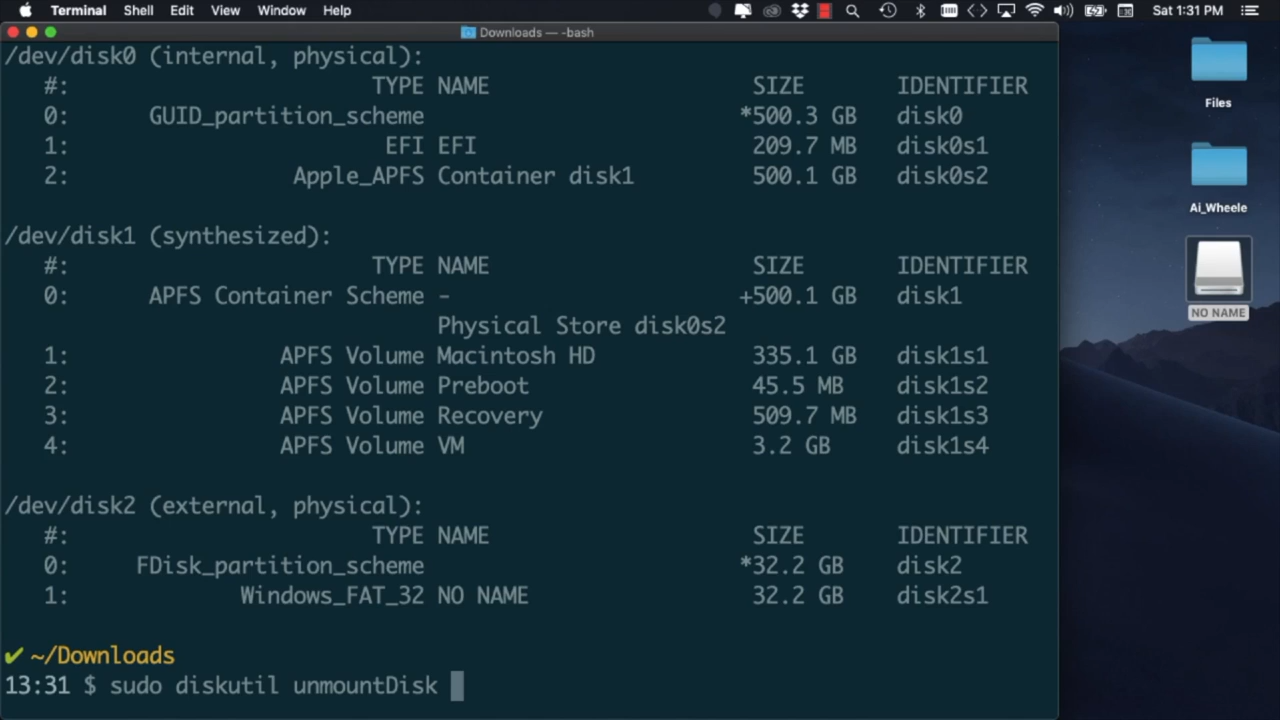 Terminal Shell Edit View Window Help Sat 1:31 PM
Downloads — -bash
/dev/disk0 (internal, physical):
#: TYPE NAME SIZE IDENTIFIER
0: GUID_partition_scheme *500.3 GB disk0
1: EFI EFI 209.7 MB disk0s1
2: Apple_APFS Container disk1 500.1 GB disk0s2
/dev/disk1 (synthesized):
#: TYPE NAME SIZE IDENTIFIER
0: APFS Container Scheme - +500.1 GB disk1
Physical Store disk0s2
1: APFS Volume Macintosh HD 335.1 GB disk1s1
2: APFS Volume Preboot 45.5 MB disk1s2
3: APFS Volume Recovery 509.7 MB disk1s3
4: APFS Volume VM 3.2 GB disk1s4
/dev/disk2 (external, physical):
#: TYPE NAME SIZE IDENTIFIER
0: FDisk_partition_scheme *32.2 GB disk2
1: Windows_FAT_32 NO NAME 32.2 GB disk2s1
✔ ~/Downloads
13:31 $ sudo diskutil unmountDisk
Files
Ai_Wheele
NO NAME